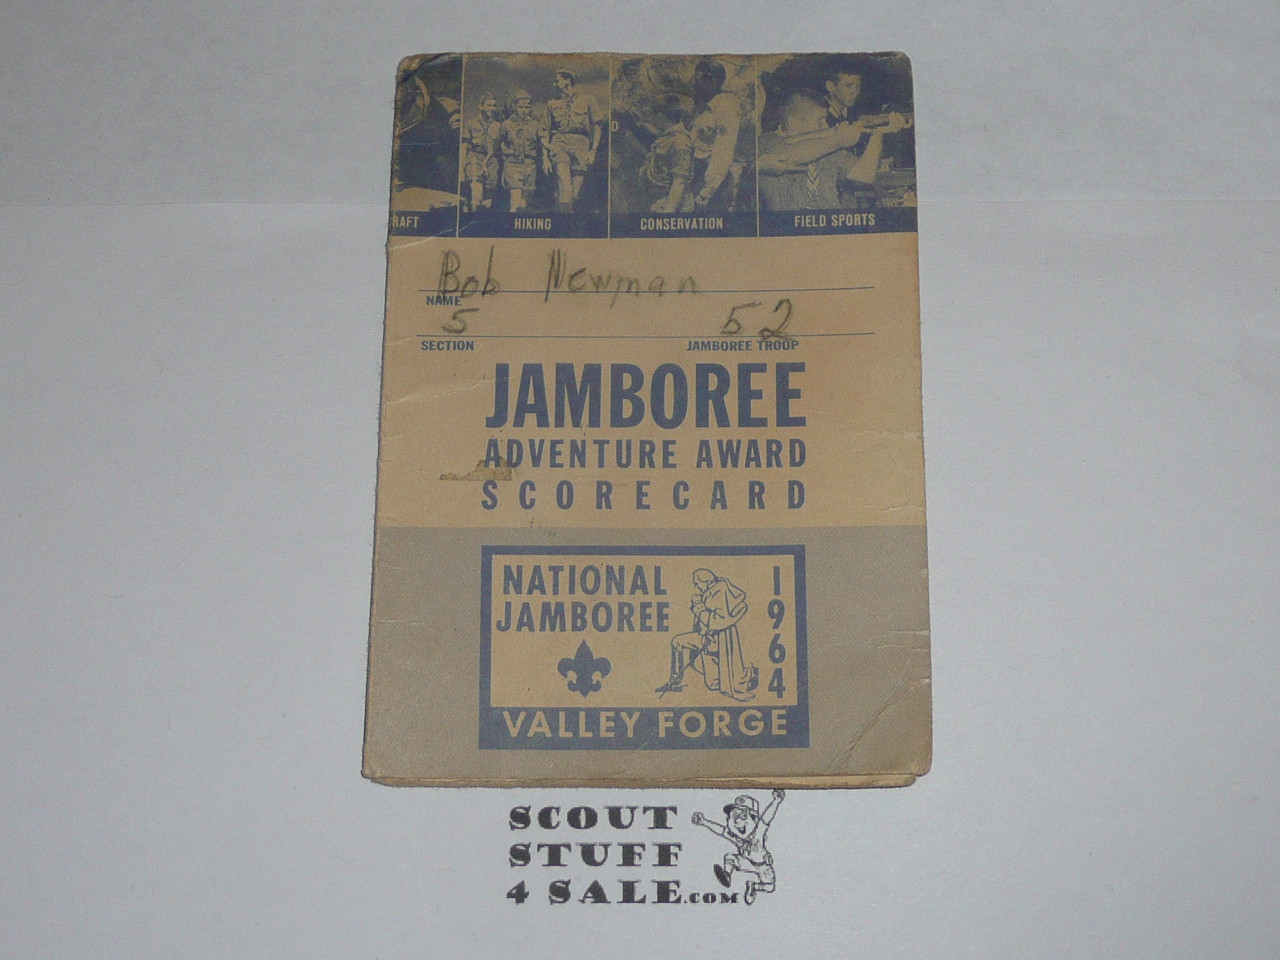 RAFT HIKING CONSERVATION FIELD SPORTS
Bob Newman
NAME
5 52
SECTION JAMBOREE TROOP
JAMBOREE
ADVENTURE AWARD
SCORECARD
NATIONAL
JAMBOREE
1964
VALLEY FORGE
SCOUT
STUFF
4 SALE.COM